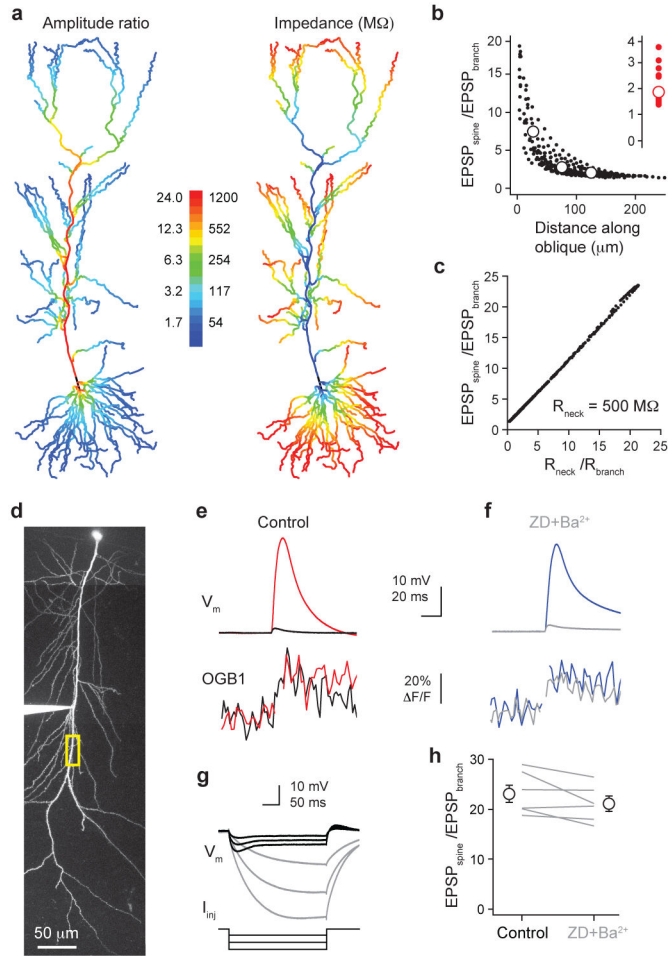 a
Amplitude ratio
Impedance (MΩ)
24.0 1200
12.3 552
6.3 254
3.2 117
1.7 54
b
EPSPspine/EPSPbranch
20
15
10
5
0
4
3
2
1
0
0 100 200
Distance along
oblique (μm)
c
EPSPspine/EPSPbranch
25
20
15
10
5
0
Rneck = 500 MΩ
0 5 10 15 20 25
Rneck/Rbranch
d
50 μm
e
Control
Vm
10 mV
20 ms
OGB1
20%
ΔF/F
f
ZD+Ba²⁺
g
10 mV
50 ms
Vm
Iinj
h
EPSPspine/EPSPbranch
30
20
10
0
Control ZD+Ba²⁺